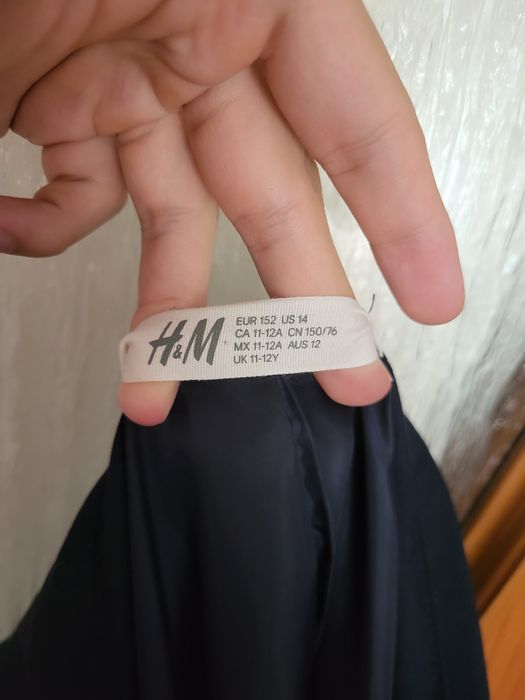 H&M
EUR 152 US 14
CA 11-12A CN 150/76
MX 11-12A AUS 12
UK 11-12Y